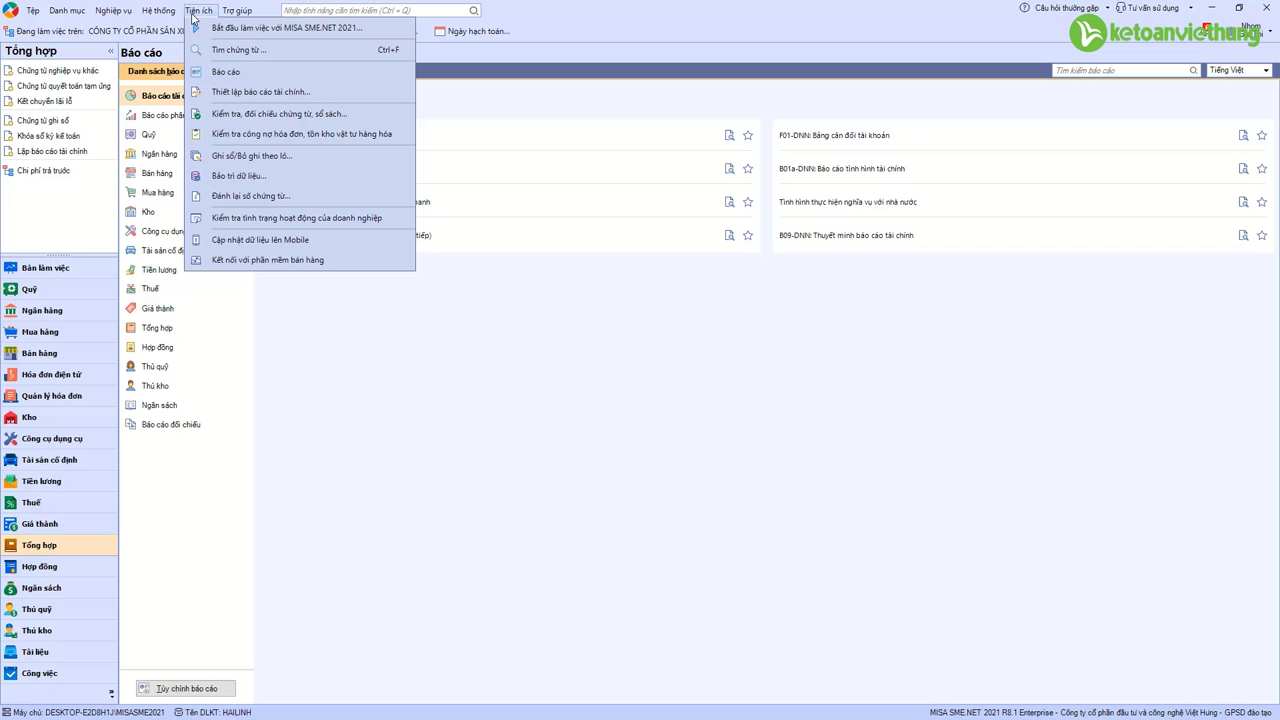 Tệp Danh mục Nghiệp vụ Hệ thống Tiện ích Trợ giúp Nhập tính năng cần tìm kiếm (Ctrl + Q) Câu hỏi thường gặp Tư vấn sử dụng
Đang làm việc trên: CÔNG TY CỔ PHẦN SẢN Ngày hạch toán...
ketoanviethung
Tổng hợp
Chứng từ nghiệp vụ khác
Chứng từ quyết toán tạm ứng
Kết chuyển lãi lỗ
Chứng từ ghi sổ
Khóa sổ kỳ kế toán
Lập báo cáo tài chính
Chi phí trả trước
Bàn làm việc
Quỹ
Ngân hàng
Mua hàng
Bán hàng
Hóa đơn điện tử
Quản lý hóa đơn
Kho
Công cụ dụng cụ
Tài sản cố định
Tiền lương
Thuế
Giá thành
Tổng hợp
Hợp đồng
Ngân sách
Thủ quỹ
Thủ kho
Tài liệu
Công việc
Báo cáo
Danh sách báo c
Báo cáo tài c
Báo cáo phân
Quỹ
Ngân hàng
Bán hàng
Mua hàng
Kho
Công cụ dụn
Tài sản cố đị
Tiền lương
Thuế
Giá thành
Tổng hợp
Hợp đồng
Thủ quỹ
Thủ kho
Ngân sách
Báo cáo đối chiếu
Tùy chỉnh báo cáo
Bắt đầu làm việc với MISA SME.NET 2021...
Tìm chứng từ ... Ctrl+F
Báo cáo
Thiết lập báo cáo tài chính...
Kiểm tra, đối chiếu chứng từ, sổ sách...
Kiểm tra công nợ hóa đơn, tồn kho vật tư hàng hóa
Ghi sổ/Bỏ ghi theo lô...
Bảo trì dữ liệu...
Đánh lại số chứng từ...
Kiểm tra tình trạng hoạt động của doanh nghiệp
Cập nhật dữ liệu lên Mobile
Kết nối với phần mềm bán hàng
Tìm kiếm báo cáo Tiếng Việt
anh
tiếp)
F01-DNN: Bảng cân đối tài khoản
B01a-DNN: Báo cáo tình hình tài chính
Tình hình thực hiện nghĩa vụ với nhà nước
B09-DNN: Thuyết minh báo cáo tài chính
Máy chủ: DESKTOP-E2D8H1J\MISASME2021 Tên DLKT: HAILINH MISA SME.NET 2021 R8.1 Enterprise - Công ty cổ phần đầu tư và công nghệ Việt Hưng - GPSD đào tạo